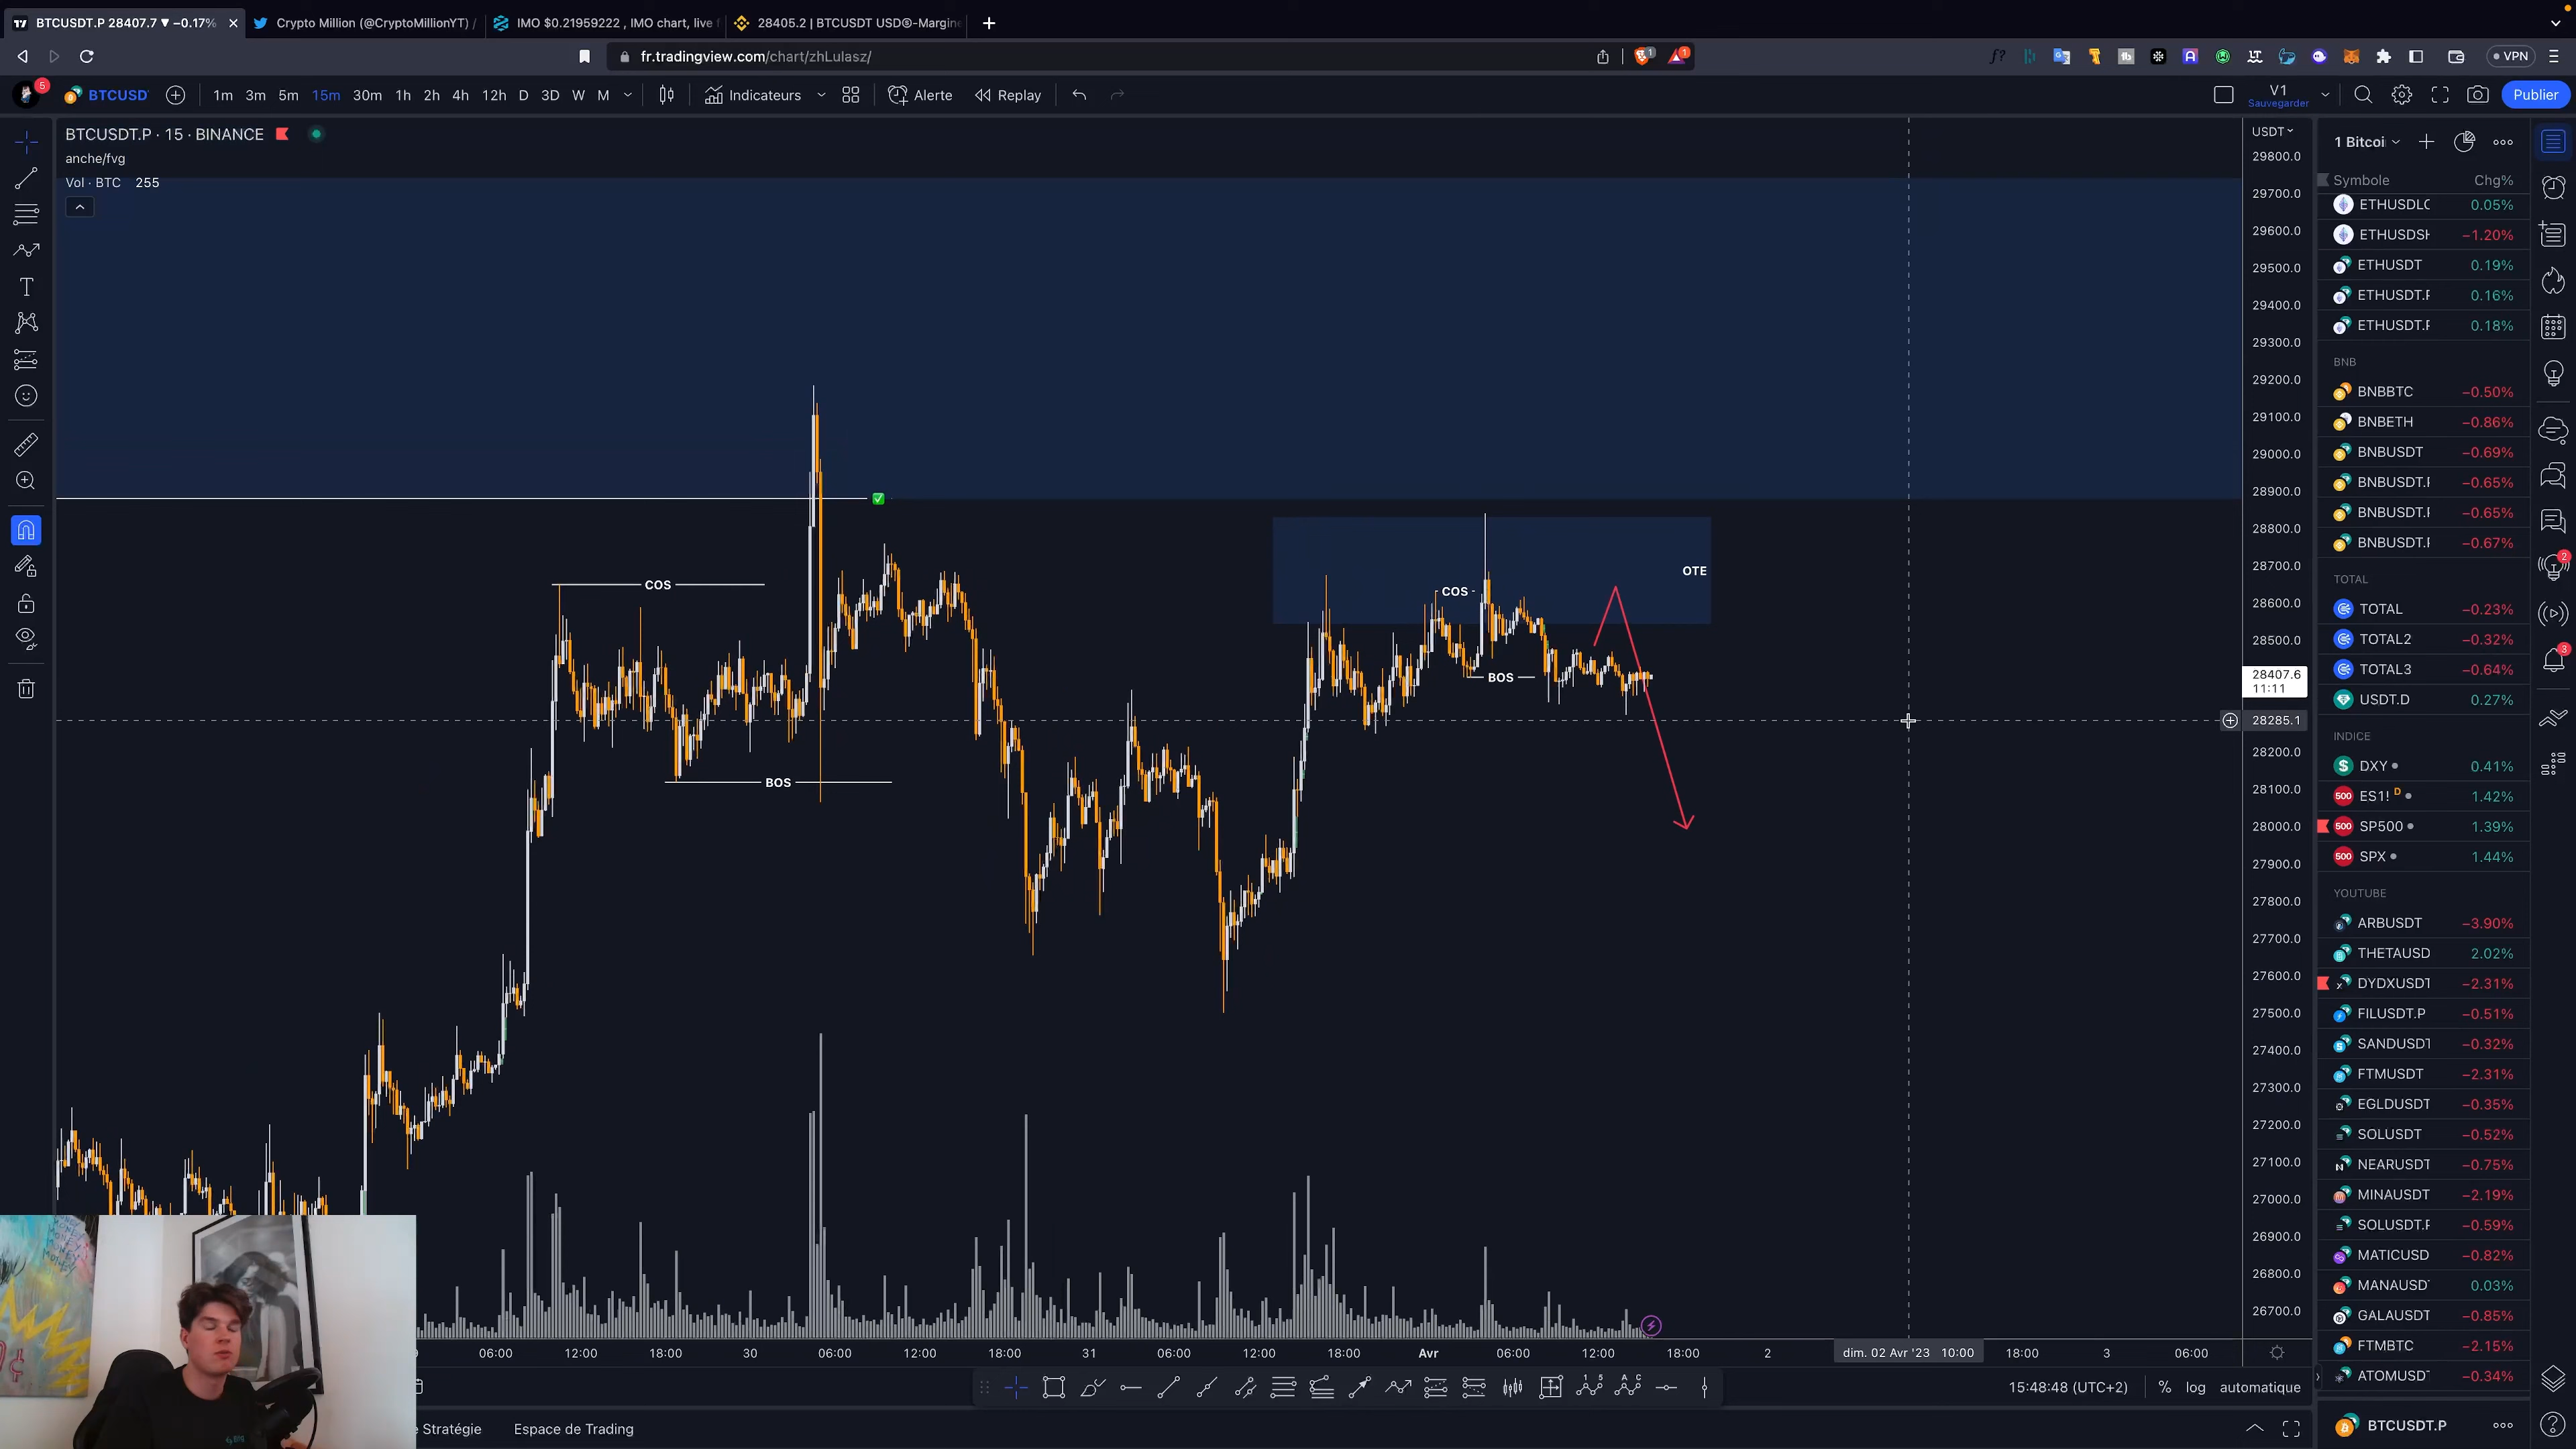 BTCUSDT.P 28407.7 ▼ −0.17%
Crypto Million (@CryptoMillionYT) /
IMO $0.21959222 , IMO chart, live f
28405.2 | BTCUSDT USD®-Margine
fr.tradingview.com/chart/zhLulasz/
1
1
VPN
5
BTCUSD
1m 3m 5m 15m 30m 1h 2h 4h 12h D 3D W M
Indicateurs
Alerte
Replay
V1
Sauvegarder
Publier
BTCUSDT.P · 15 · BINANCE
anche/fvg
Vol · BTC 255
COS
BOS
COS
BOS
OTE
USDT
29800.0
29700.0
29600.0
29500.0
29400.0
29300.0
29200.0
29100.0
29000.0
28900.0
28800.0
28700.0
28600.0
28500.0
28407.6
11:11
28285.1
28200.0
28100.0
28000.0
27900.0
27800.0
27700.0
27600.0
27500.0
27400.0
27300.0
27200.0
27100.0
27000.0
26900.0
26800.0
26700.0
06:00 12:00 18:00 30 06:00 12:00 18:00 31 06:00 12:00 18:00 Avr 06:00 12:00 18:00 2 dim. 02 Avr '23 10:00 18:00 3 06:00
15:48:48 (UTC+2) % log automatique
Stratégie
Espace de Trading
1 Bitcoi
Symbole Chg%
ETHUSDLC 0.05%
ETHUSDSH −1.20%
ETHUSDT 0.19%
ETHUSDT.F 0.16%
ETHUSDT.F 0.18%
BNB
BNBBTC −0.50%
BNBETH −0.86%
BNBUSDT −0.69%
BNBUSDT.F −0.65%
BNBUSDT.F −0.65%
BNBUSDT.F −0.67%
TOTAL
TOTAL −0.23%
TOTAL2 −0.32%
TOTAL3 −0.64%
USDT.D 0.27%
INDICE
DXY 0.41%
500 ES1! D 1.42%
500 SP500 1.39%
500 SPX 1.44%
YOUTUBE
ARBUSDT −3.90%
THETAUSD 2.02%
DYDXUSDT −2.31%
FILUSDT.P −0.51%
SANDUSDT −0.32%
FTMUSDT −2.31%
EGLDUSDT −0.35%
SOLUSDT −0.52%
NEARUSDT −0.75%
MINAUSDT −2.19%
SOLUSDT.F −0.59%
MATICUSD −0.82%
MANAUSD −0.03%
GALAUSDT −0.85%
FTMBTC −2.15%
ATOMUSD −0.34%
BTCUSDT.P
2
3